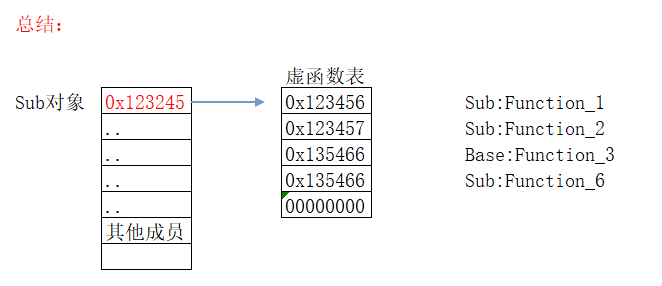 总结：
虚函数表
Sub对象 0x123245 0x123456 Sub:Function_1
.. 0x123457 Sub:Function_2
.. 0x135466 Base:Function_3
.. 0x135466 Sub:Function_6
.. 00000000
其他成员